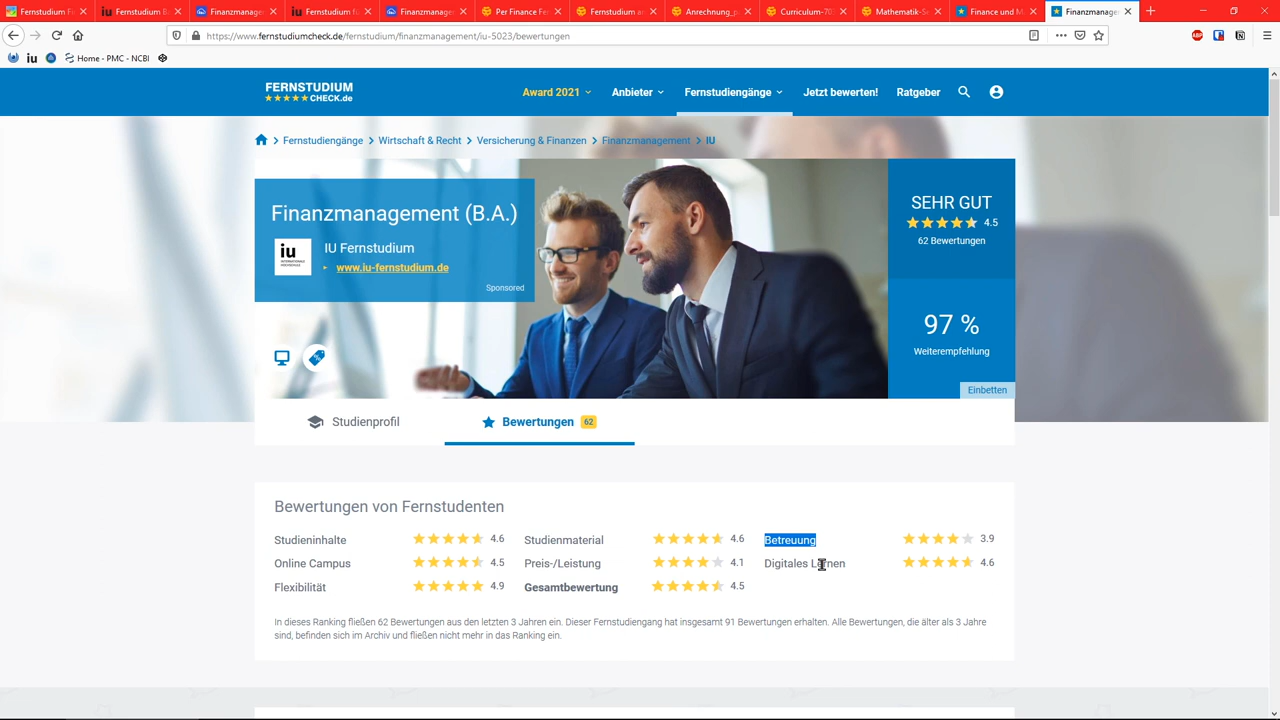 Finanzmanage
https://www.fernstudiumcheck.de/fernstudium/finanzmanagement/iu-5023/bewertungen
iu
Home - PMC - NCBI
FERNSTUDIUM
CHECK.de
Award 2021
Anbieter
Fernstudiengänge
Jetzt bewerten!
Ratgeber
Fernstudiengänge
Wirtschaft & Recht
Versicherung & Finanzen
Finanzmanagement
IU
Finanzmanagement (B.A.)
iu
INTERNATIONALE
HOCHSCHULE
IU Fernstudium
www.iu-fernstudium.de
Sponsored
SEHR GUT
4.5
62 Bewertungen
97 %
Weiterempfehlung
Einbetten
Studienprofil
Bewertungen 62
Bewertungen von Fernstudenten
Studieninhalte 4.6 Studienmaterial 4.6 Betreuung 3.9
Online Campus 4.5 Preis-/Leistung 4.1 Digitales Lernen 4.6
Flexibilität 4.9 Gesamtbewertung 4.5
In dieses Ranking fließen 62 Bewertungen aus den letzten 3 Jahren ein. Dieser Fernstudiengang hat insgesamt 91 Bewertungen erhalten. Alle Bewertungen, die älter als 3 Jahre
sind, befinden sich im Archiv und fließen nicht mehr in das Ranking ein.